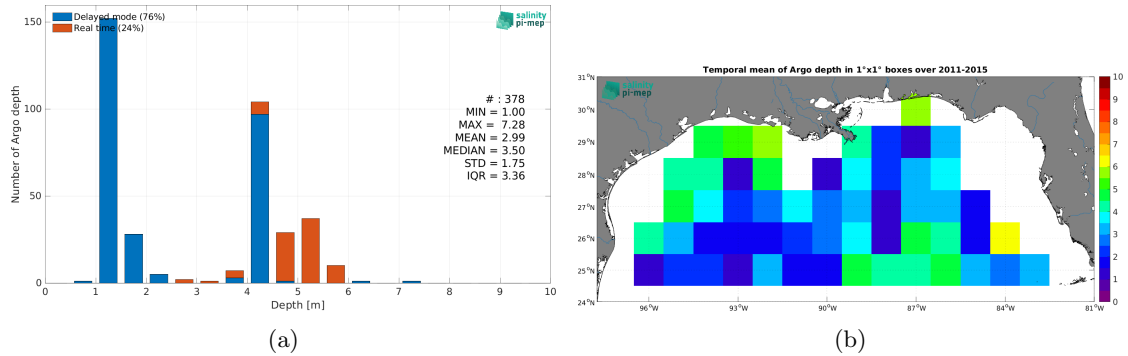 Delayed mode (76%)
Real time (24%)
salinity
pi-mep
# : 378
MIN = 1.00
MAX = 7.28
MEAN = 2.99
MEDIAN = 3.50
STD = 1.75
IQR = 3.36
Number of Argo depth
150
100
50
0
0 1 2 3 4 5 6 7 8 9 10
Depth [m]
(a)
Temporal mean of Argo depth in 1°x1° boxes over 2011-2015
salinity
pi-mep
31°N
30°N
29°N
28°N
27°N
26°N
25°N
24°N
96°W 93°W 90°W 87°W 84°W 81°W
10
9
8
7
6
5
4
3
2
1
0
(b)